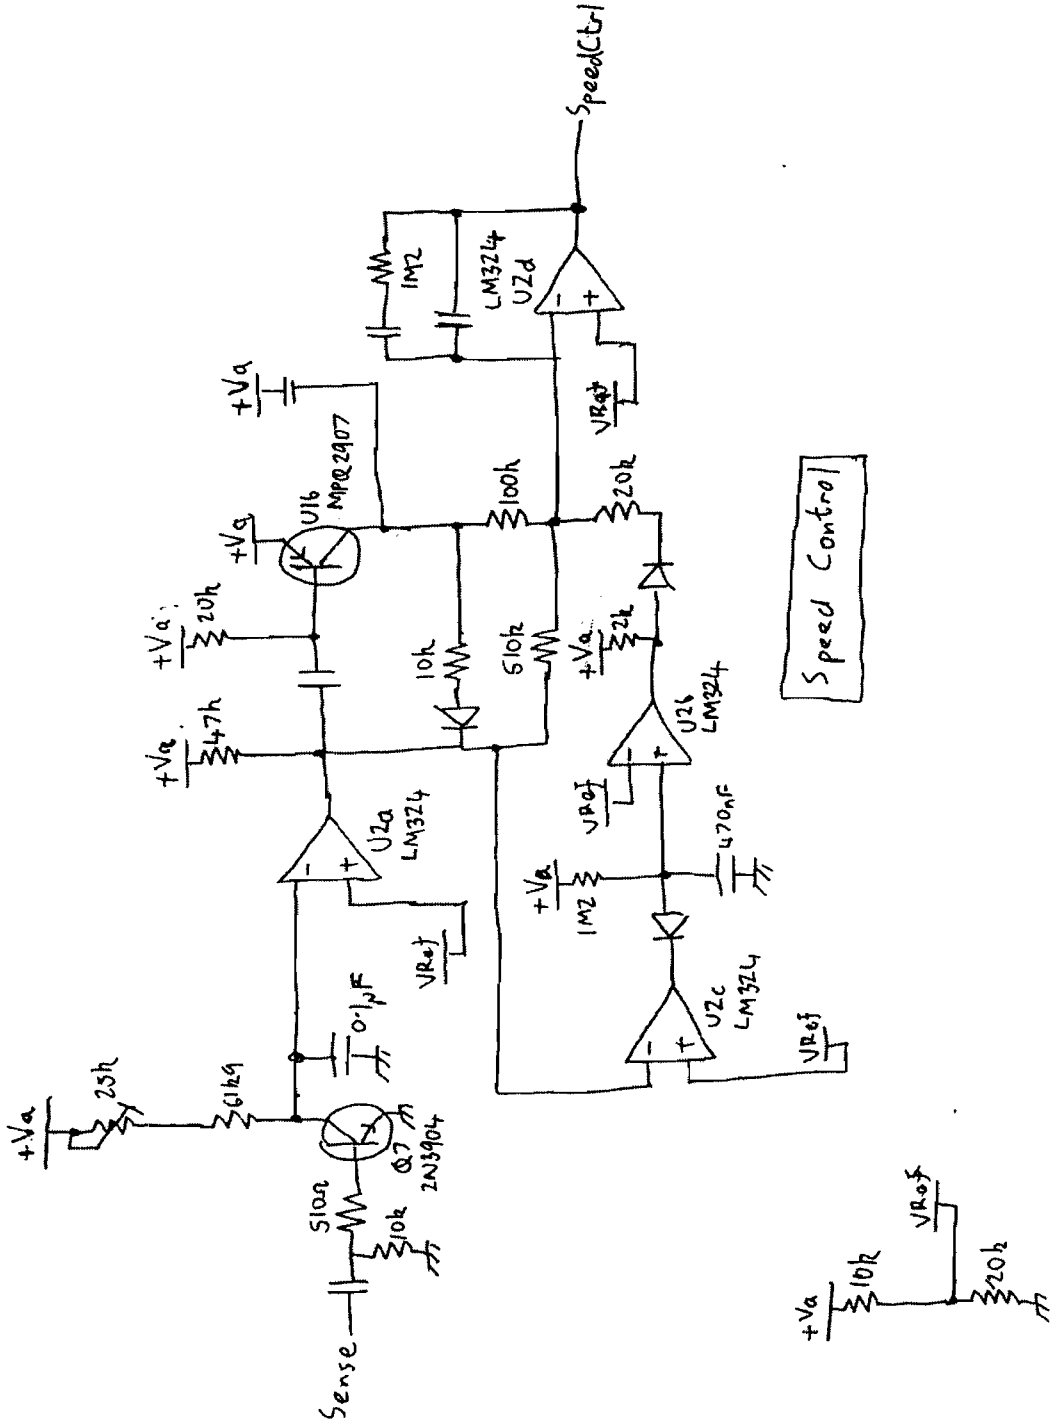 Sense
+Va
25k
61k9
510Ω
10k
Q7
2N3904
0.1µF
VRef
-
+
U2a
LM324
+Va
47k
+Va
20k
+Va
U1b
MPQ2907
+Va
10k
100k
510k
20k
1M2
LM324
U2d
-
+
VRef
SpeedCtrl
-
+
U2c
LM324
VRef
+Va
1M2
470nF
VRef
-
+
U2b
LM324
+Va
2k
+Va
10k
VRef
20k
Speed Control